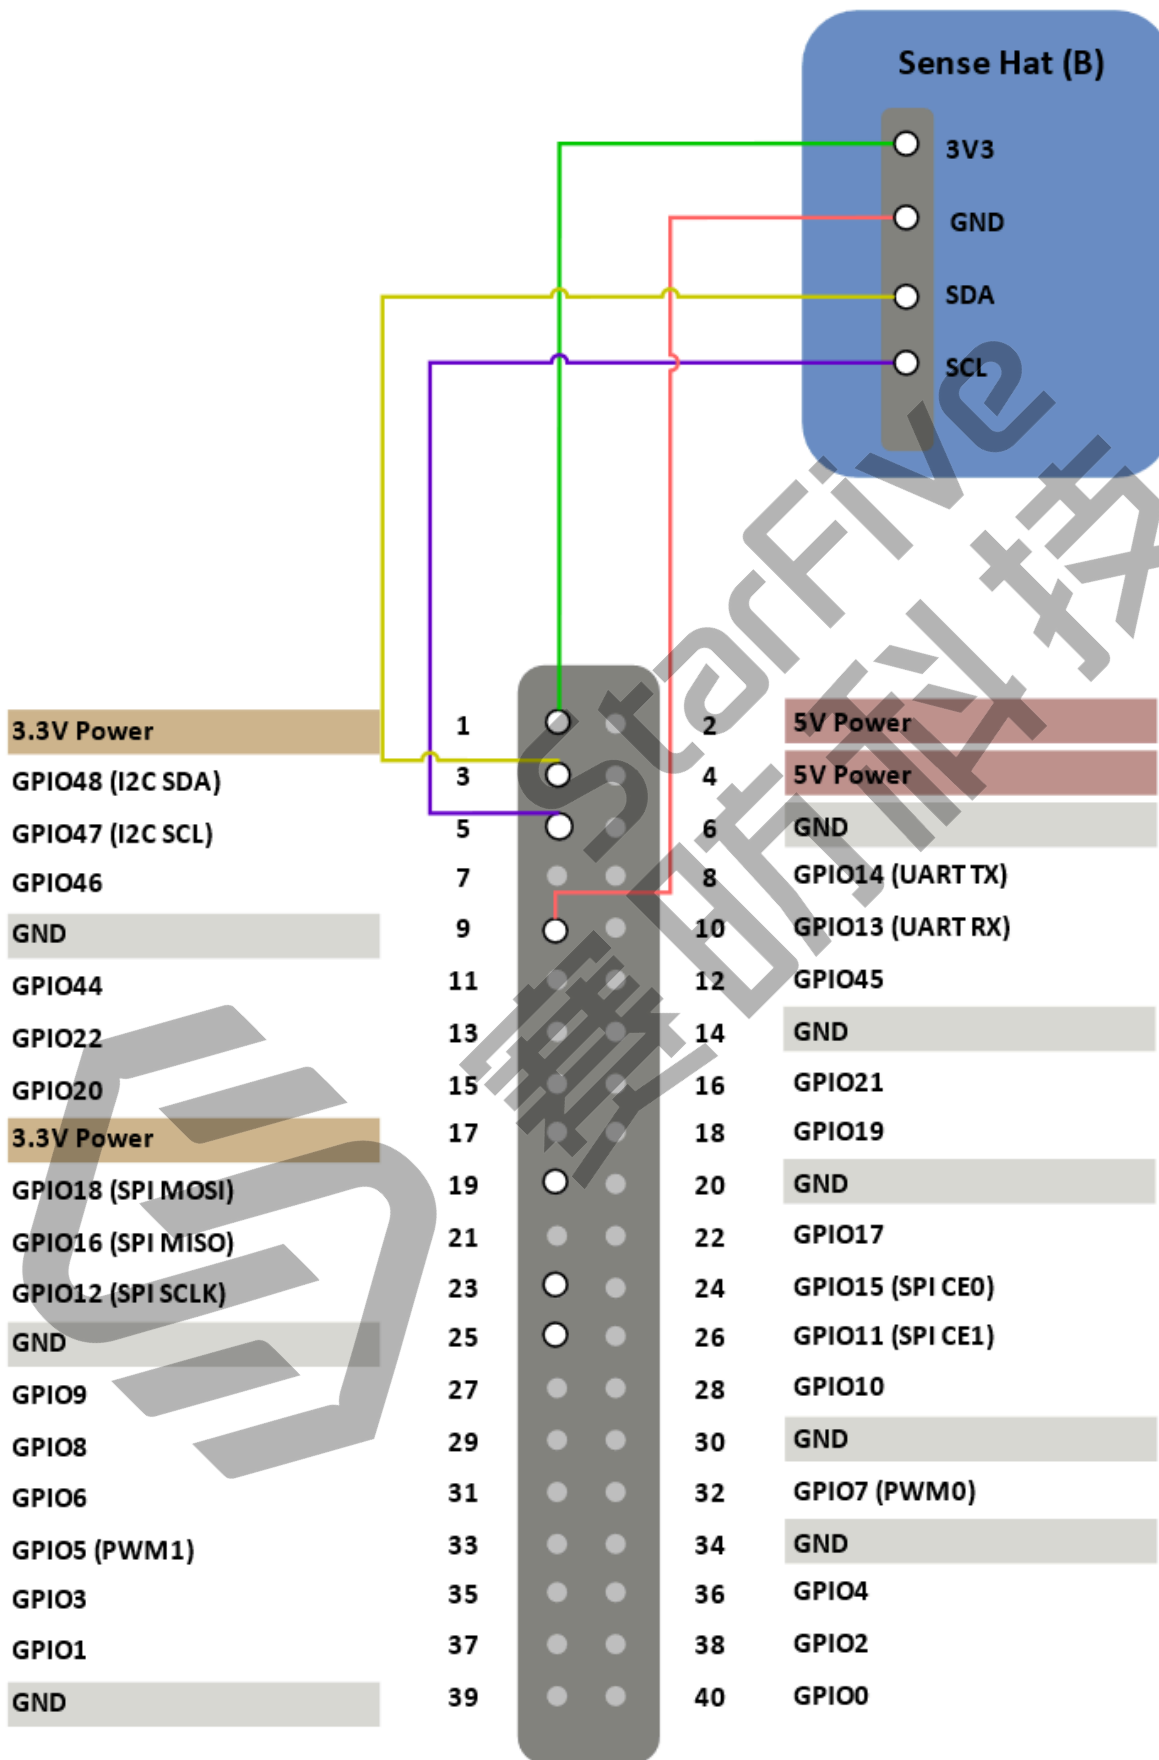 Sense Hat (B)
3V3
GND
SDA
SCL
3.3V Power 1 2 5V Power
GPIO48 (I2C SDA) 3 4 5V Power
GPIO47 (I2C SCL) 5 6 GND
GPIO46 7 8 GPIO14 (UART TX)
GND 9 10 GPIO13 (UART RX)
GPIO44 11 12 GPIO45
GPIO22 13 14 GND
GPIO20 15 16 GPIO21
3.3V Power 17 18 GPIO19
GPIO18 (SPI MOSI) 19 20 GND
GPIO16 (SPI MISO) 21 22 GPIO17
GPIO12 (SPI SCLK) 23 24 GPIO15 (SPI CE0)
GND 25 26 GPIO11 (SPI CE1)
GPIO9 27 28 GPIO10
GPIO8 29 30 GND
GPIO6 31 32 GPIO7 (PWM0)
GPIO5 (PWM1) 33 34 GND
GPIO3 35 36 GPIO4
GPIO1 37 38 GPIO2
GND 39 40 GPIO0
StarFive
赛昉科技